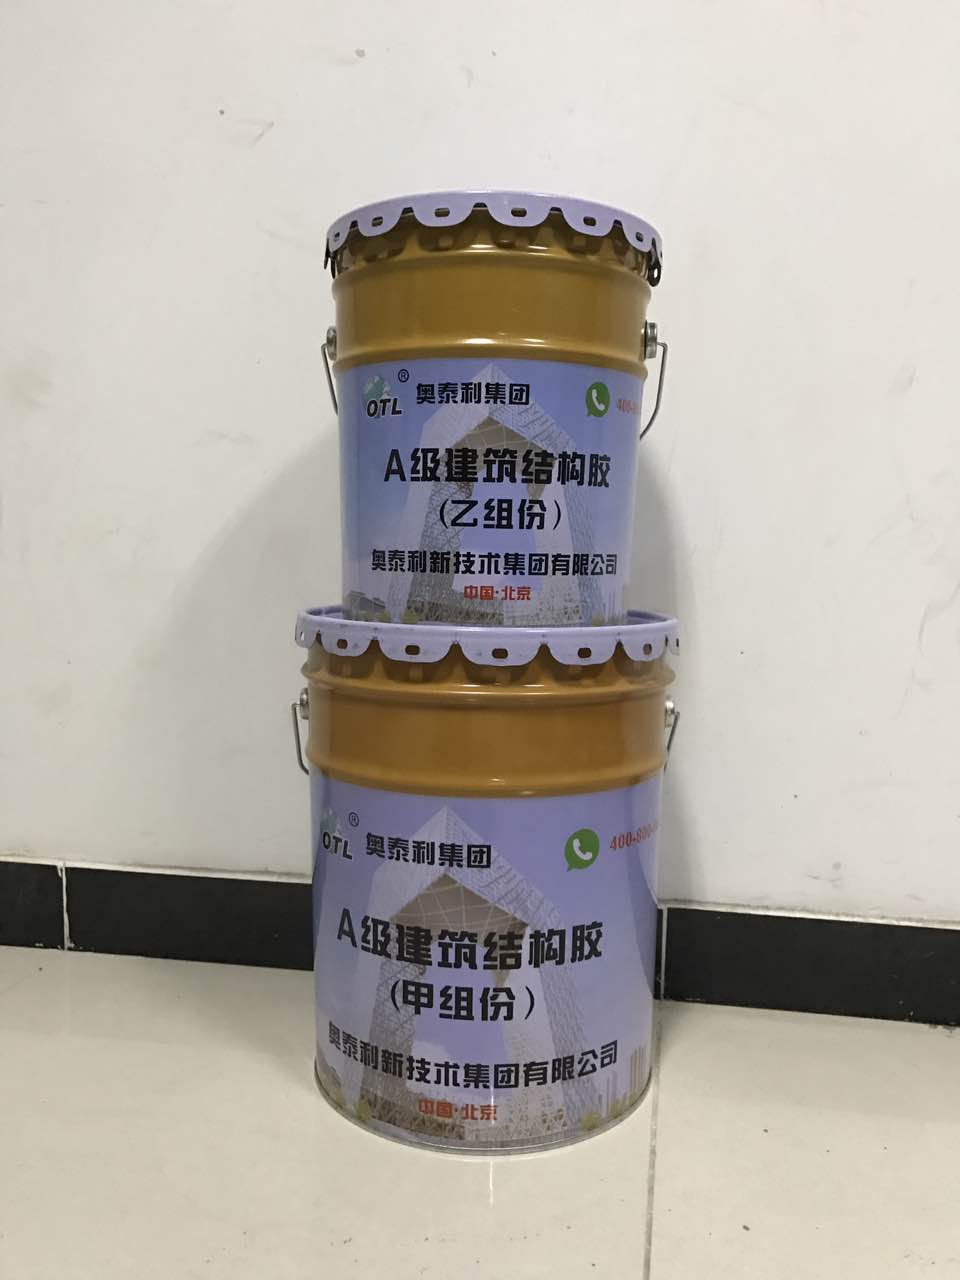 OTL ® 奥泰利集团
A级建筑结构胶
(乙组份)
奥泰利新技术集团有限公司
中国·北京
OTL ® 奥泰利集团
A级建筑结构胶
(甲组份)
奥泰利新技术集团有限公司
中国·北京